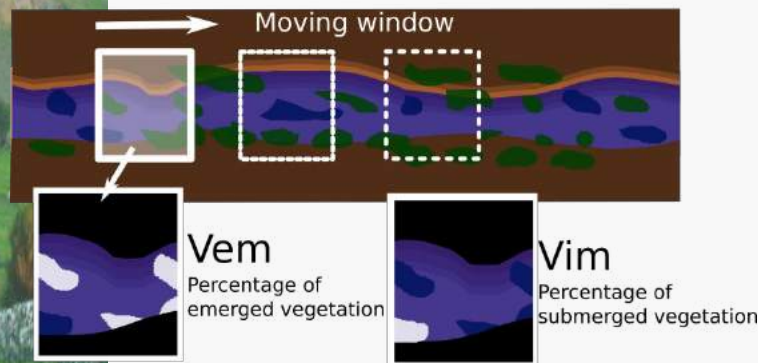 Moving window
Vem
Percentage of
emerged vegetation
Vim
Percentage of
submerged vegetation